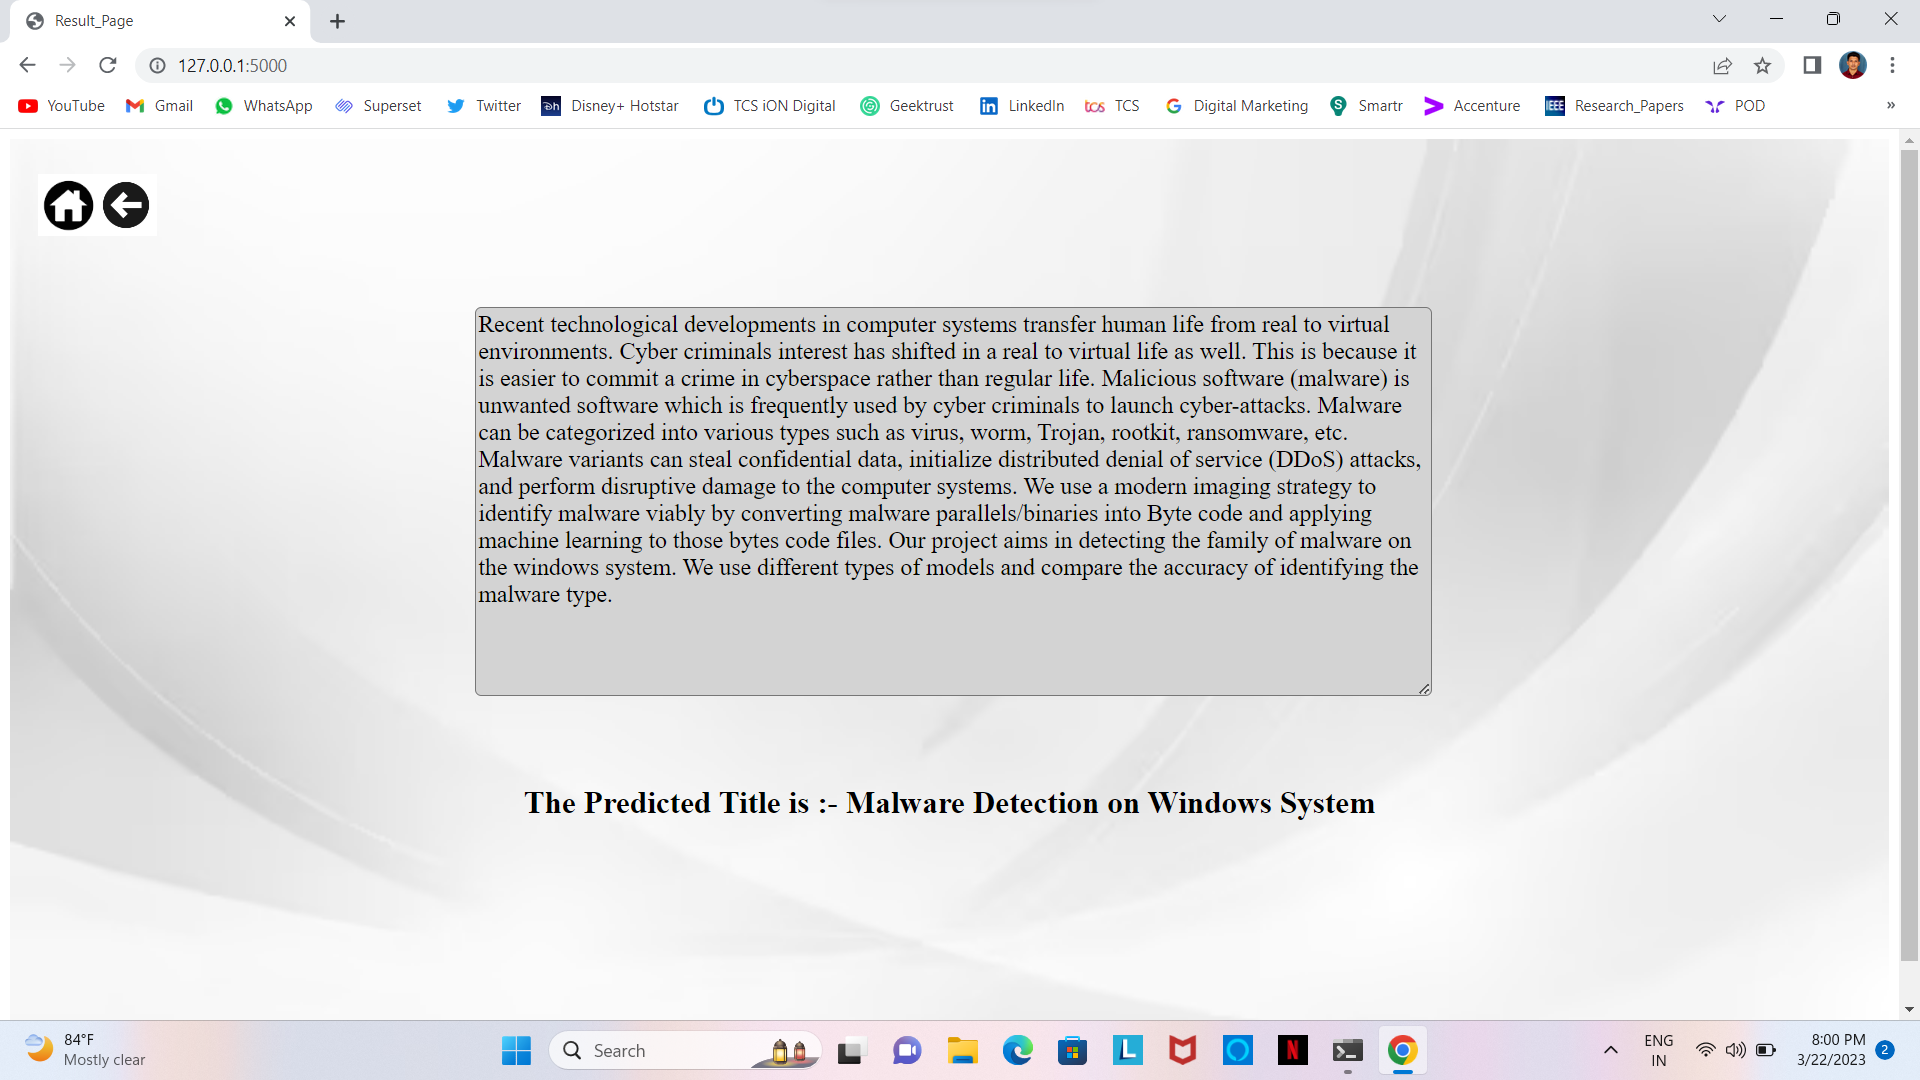 Result_Page
127.0.0.1:5000
YouTube Gmail WhatsApp Superset Twitter Disney+ Hotstar TCS iON Digital Geektrust LinkedIn TCS Digital Marketing Smartr Accenture Research_Papers POD »
Recent technological developments in computer systems transfer human life from real to virtual
environments. Cyber criminals interest has shifted in a real to virtual life as well. This is because it
is easier to commit a crime in cyberspace rather than regular life. Malicious software (malware) is
unwanted software which is frequently used by cyber criminals to launch cyber-attacks. Malware
can be categorized into various types such as virus, worm, Trojan, rootkit, ransomware, etc.
Malware variants can steal confidential data, initialize distributed denial of service (DDoS) attacks,
and perform disruptive damage to the computer systems. We use a modern imaging strategy to
identify malware viably by converting malware parallels/binaries into Byte code and applying
machine learning to those bytes code files. Our project aims in detecting the family of malware on
the windows system. We use different types of models and compare the accuracy of identifying the
malware type.
The Predicted Title is :- Malware Detection on Windows System
84°F
Mostly clear
Search
ENG
IN
8:00 PM
3/22/2023
2